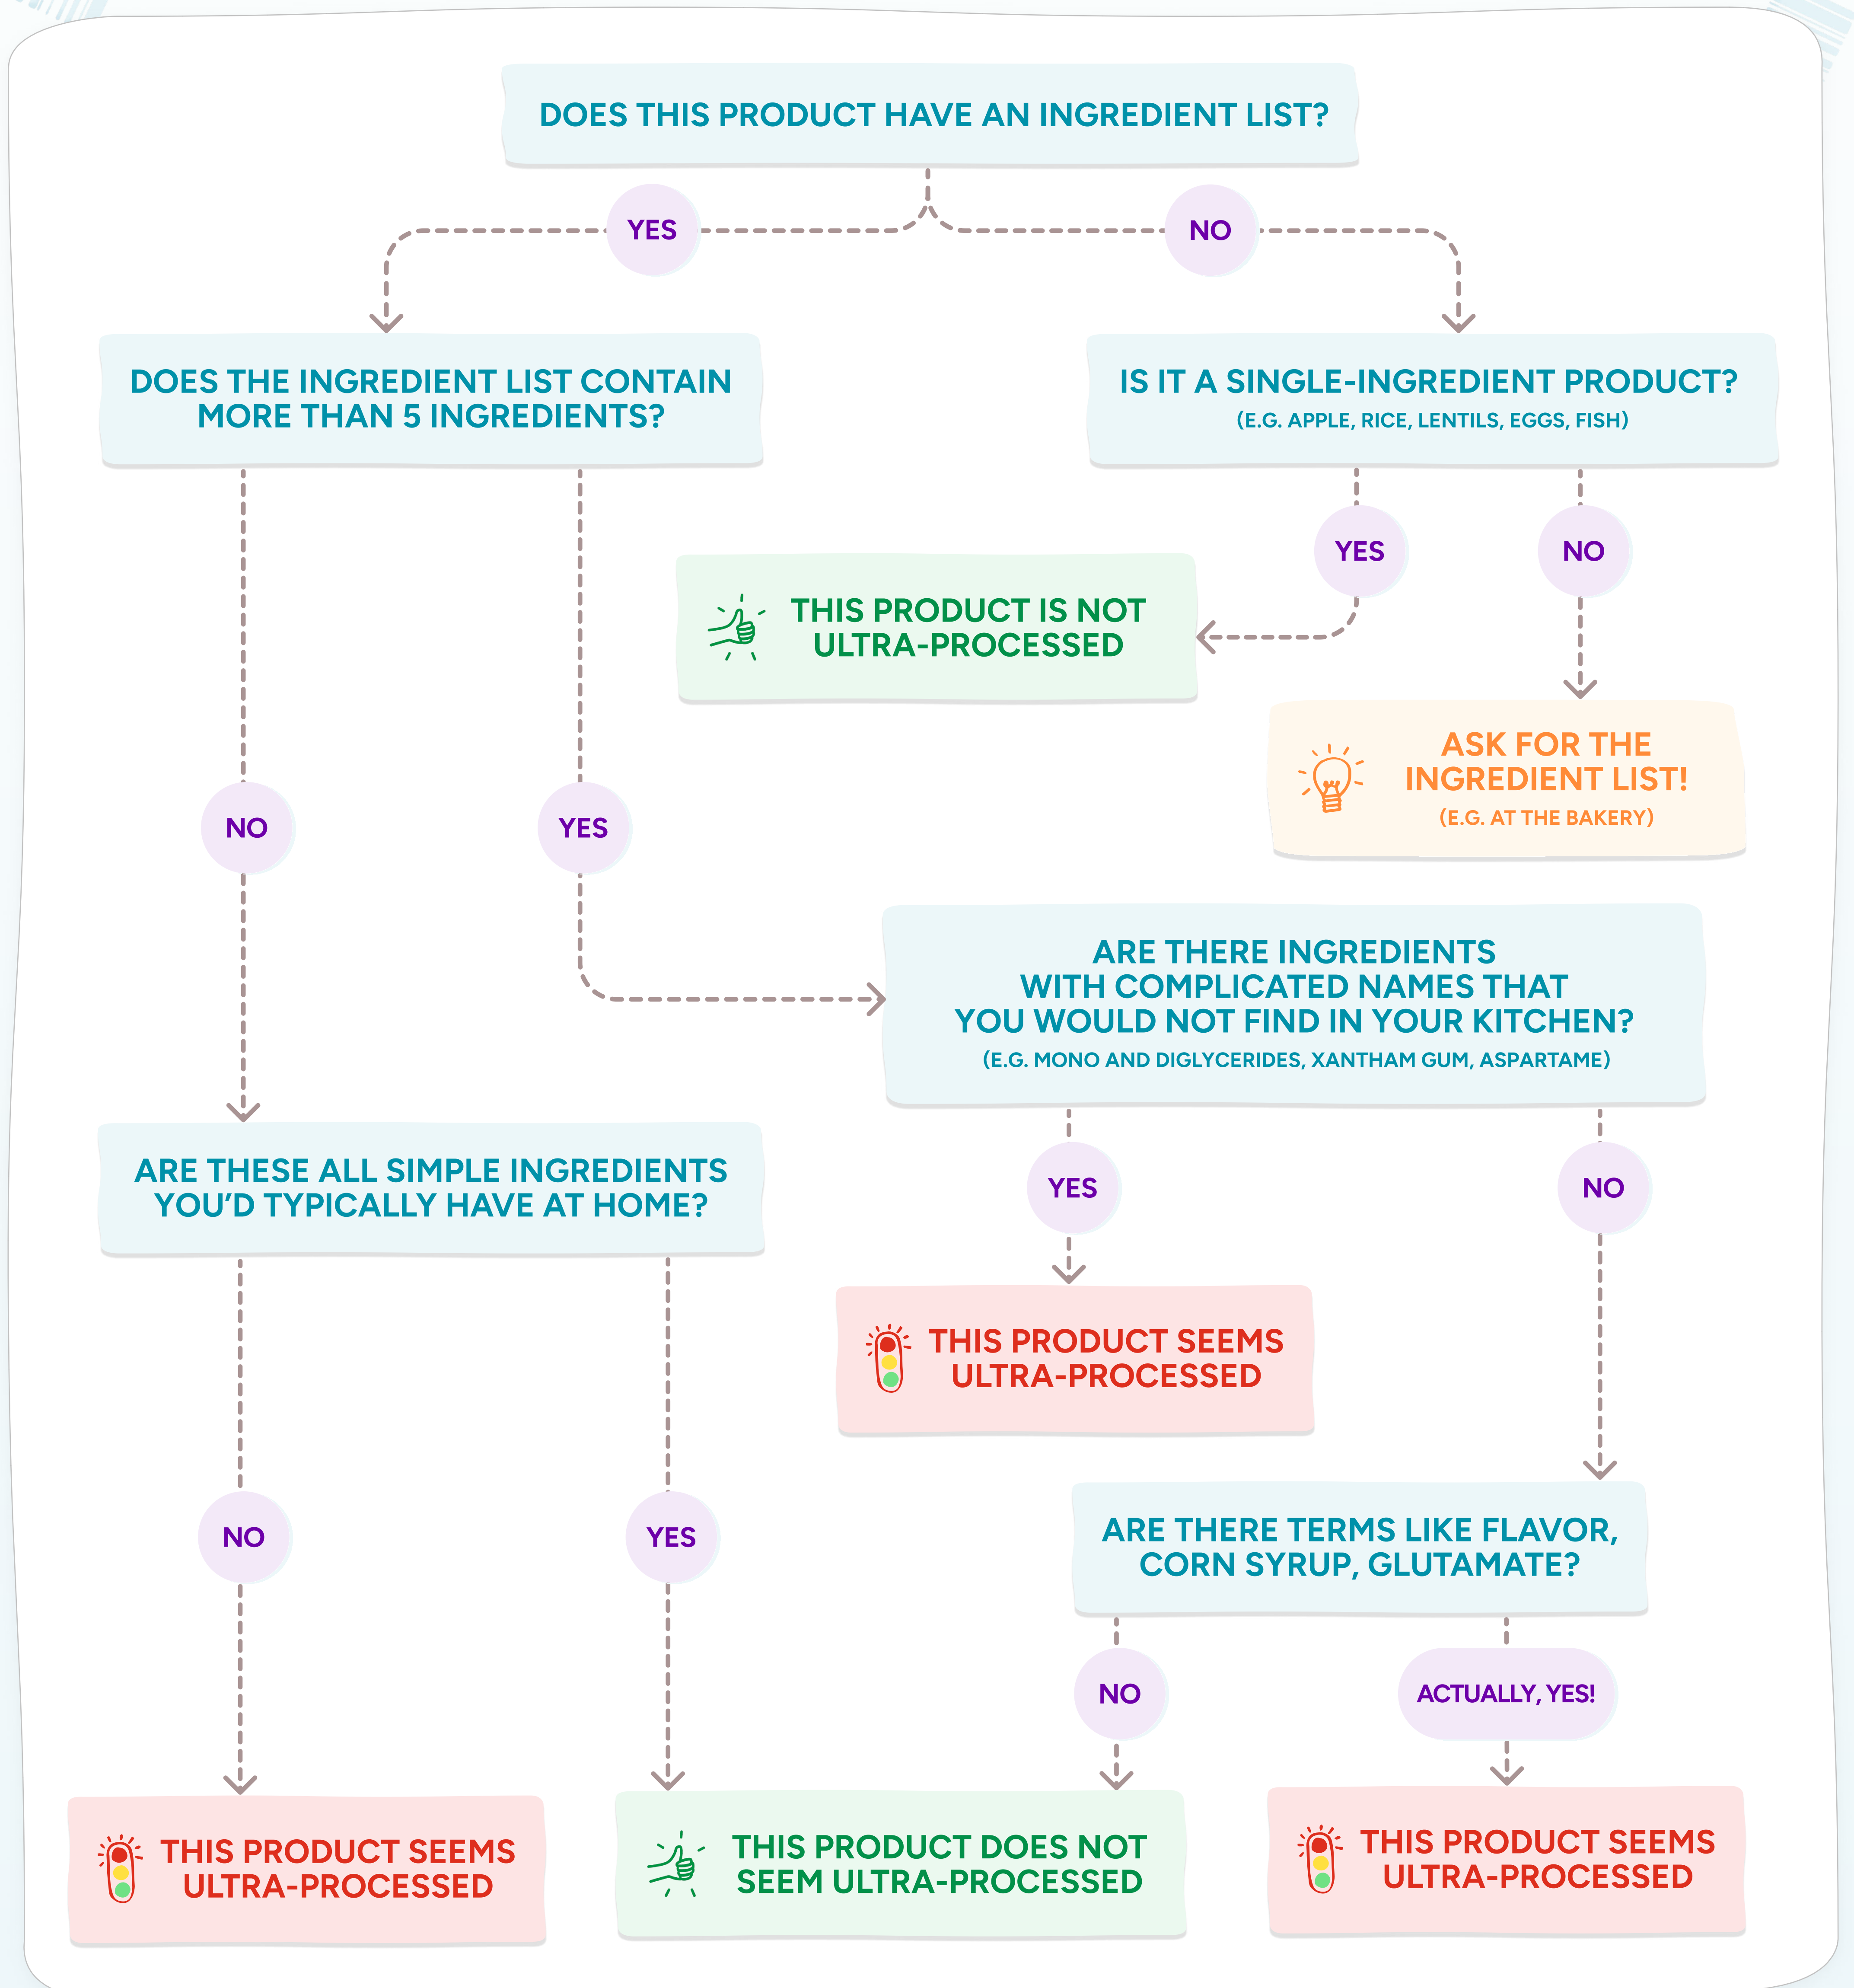 DOES THIS PRODUCT HAVE AN INGREDIENT LIST?
YES
NO
DOES THE INGREDIENT LIST CONTAIN
MORE THAN 5 INGREDIENTS?
IS IT A SINGLE-INGREDIENT PRODUCT?
(E.G. APPLE, RICE, LENTILS, EGGS, FISH)
YES
NO
THIS PRODUCT IS NOT
ULTRA-PROCESSED
ASK FOR THE
INGREDIENT LIST!
(E.G. AT THE BAKERY)
NO
YES
ARE THERE INGREDIENTS
WITH COMPLICATED NAMES THAT
YOU WOULD NOT FIND IN YOUR KITCHEN?
(E.G. MONO AND DIGLYCERIDES, XANTHAM GUM, ASPARTAME)
ARE THESE ALL SIMPLE INGREDIENTS
YOU’D TYPICALLY HAVE AT HOME?
YES
NO
THIS PRODUCT SEEMS
ULTRA-PROCESSED
NO
YES
ARE THERE TERMS LIKE FLAVOR,
CORN SYRUP, GLUTAMATE?
NO
ACTUALLY, YES!
THIS PRODUCT SEEMS
ULTRA-PROCESSED
THIS PRODUCT DOES NOT
SEEM ULTRA-PROCESSED
THIS PRODUCT SEEMS
ULTRA-PROCESSED